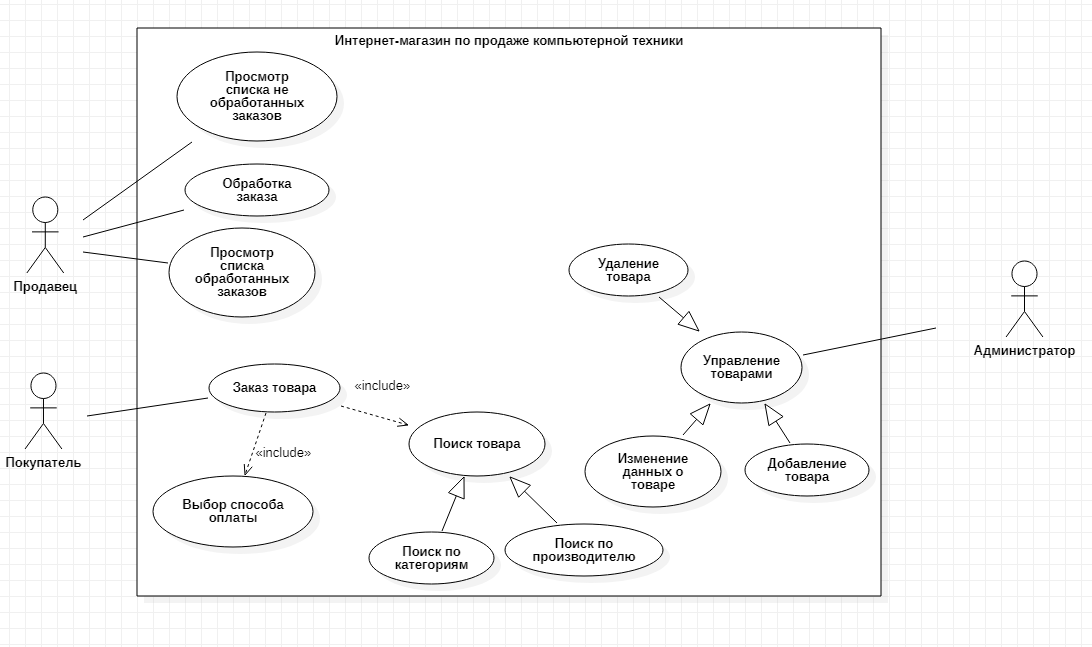 Интернет-магазин по продаже компьютерной техники
Просмотр
списка не
обработанных
заказов
Обработка
заказа
Просмотр
списка
обработанных
заказов
Продавец
Удаление
товара
Управление
товарами
Администратор
Заказ товара
«include»
Поиск товара
«include»
Покупатель
Выбор способа
оплаты
Изменение
данных о
товаре
Добавление
товара
Поиск по
категориям
Поиск по
производителю